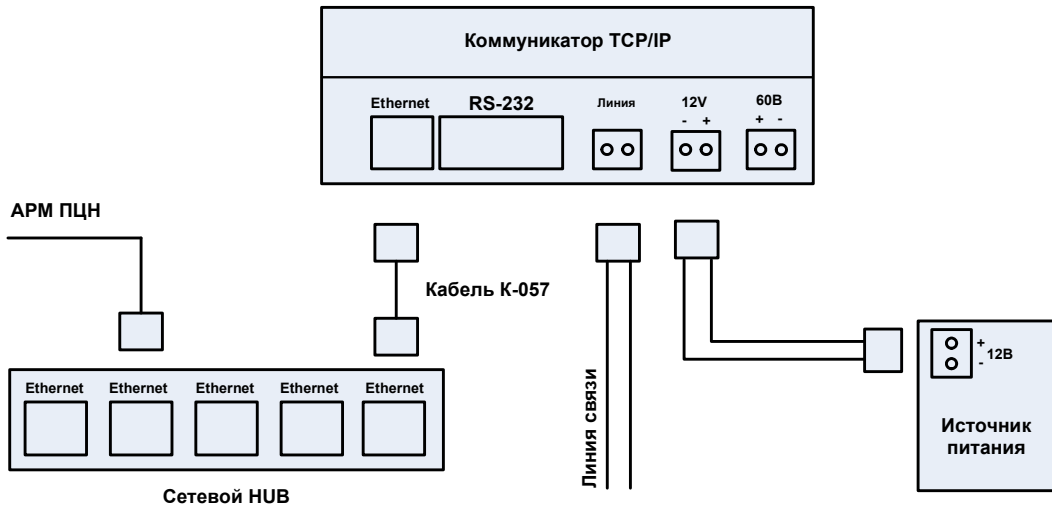 Коммуникатор TCP/IP
Ethernet
RS-232
Линия
12V
60В
- +
+ -
АРМ ПЦН
Кабель К-057
Ethernet
Ethernet
Ethernet
Ethernet
Ethernet
Сетевой HUB
Линия связи
+
-
12В
Источник
питания